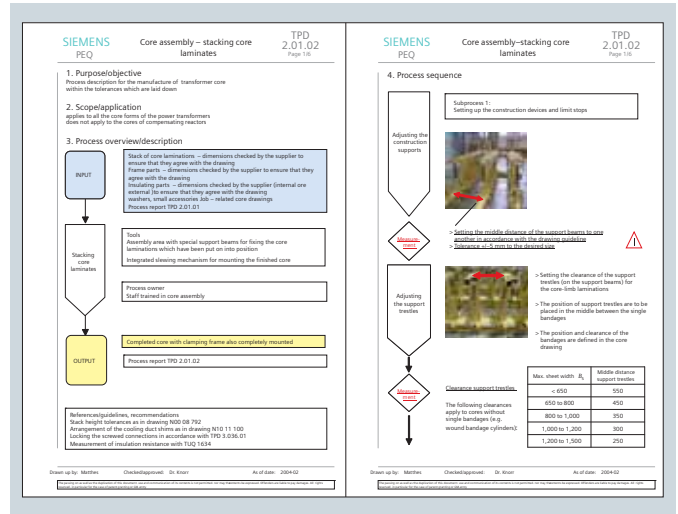 SIEMENS
PEQ
Core assembly – stacking core
laminates
TPD
2.01.02
Page 1/6
1. Purpose/objective
Process description for the manufacture of transformer core
within the tolerances which are laid down
2. Scope/application
applies to all the core forms of the power transformers
does not apply to the cores of compensating reactors
3. Process overview/description
INPUT
Stack of core laminations – dimensions checked by the supplier to
ensure that they agree with the drawing
Frame parts – dimensions checked by the supplier to ensure that they
agree with the drawing
Insulating parts – dimensions checked by the supplier (internal ore
external )to ensure that they agree with the drawing
washers, small accessories Job – related core drawings
Process report TPD 2.01.01
Stacking
core
laminates
Tools
Assembly area with special support beams for fixing the core
laminations which have been put on into position
Integrated slewing mechanism for mounting the finished core
Process owner
Staff trained in core assembly
OUTPUT
Completed core with clamping frame also completely mounted
Process report TPD 2.01.02
References/guidelines, recommendations
Stack height tolerances as in drawing N00 08 792
Arrangement of the cooling duct shims as in drawing N10 11 100
Locking the screwed connections in accordance with TPD 3.036.01
Measurement of insulation resistance with TUQ 1634
Drawn up by: Matthes Checked/approved: Dr. Knorr As of date: 2004-02
SIEMENS
PEQ
Core assembly–stacking core
laminates
TPD
2.01.02
Page 1/6
4. Process sequence
Adjusting the
construction
supports
Subprocess 1:
Setting up the construction devices and limit stops
Measure-
ment
> Setting the middle distance of the support beams to one
another in accordance with the drawing guideline
> Tolerance +/–5 mm to the desired size
!
Adjusting
the support
trestles
> Setting the clearance of the support
trestles (on the support beams) for
the core-limb laminations
> The position of support trestles are to be
placed in the middle between the single
bandages
> The position and clearance of the
bandages are defined in the core
drawing
Measure-
ment
Clearance support trestles
The following clearances
apply to cores without
single bandages (e.g.
wound bandage cylinders):
Max. sheet width Middle distance
support trestles
< 650 550
650 to 800 450
800 to 1,000 350
1,000 to 1,200 300
1,200 to 1,500 250
Drawn up by: Matthes Checked/approved: Dr. Knorr As of date: 2004-02